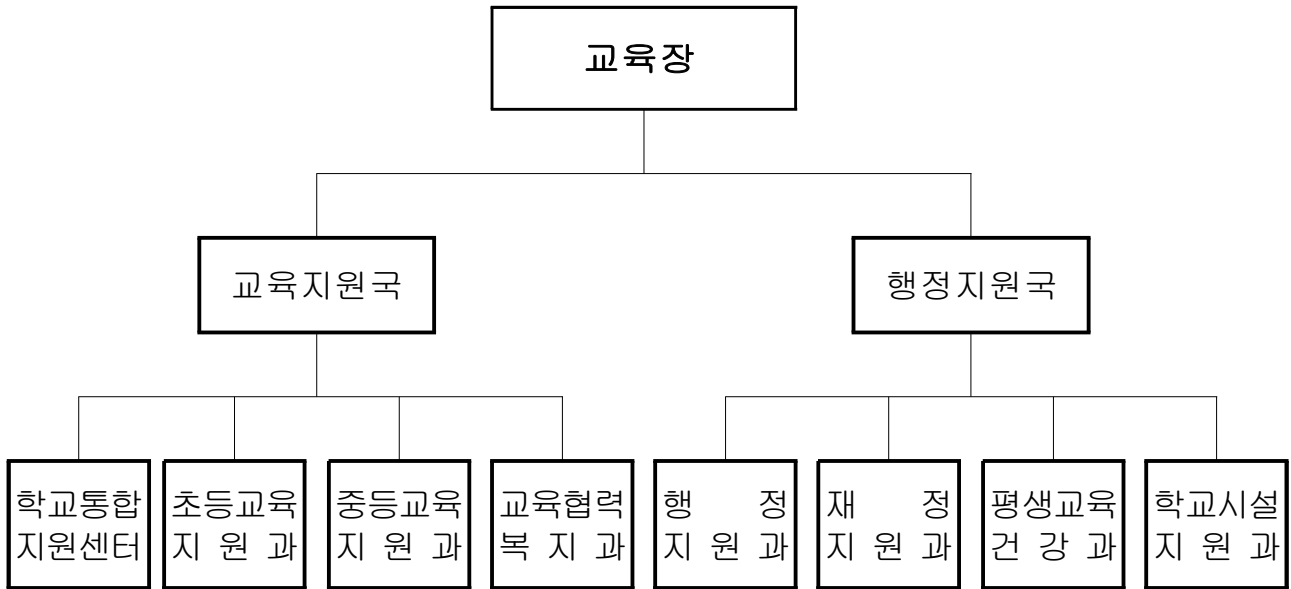 교육장
교육지원국
행정지원국
학교통합
지원센터
초등교육
지 원 과
중등교육
지 원 과
교육협력
복 지 과
행 정
지 원 과
재 정
지 원 과
평생교육
건 강 과
학교시설
지 원 과